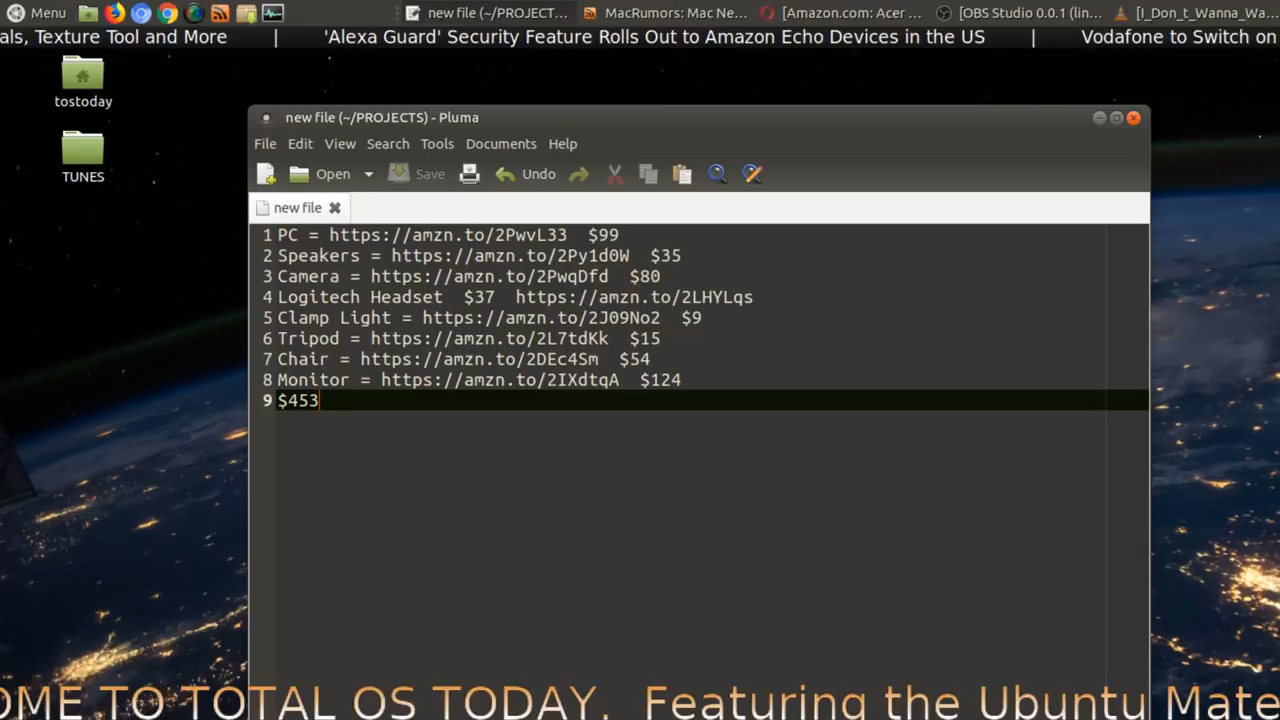 Menu new file (~/PROJECT... MacRumors: Mac Ne... [Amazon.com: Acer ... [OBS Studio 0.0.1 (lin... [I_Don_t_Wanna_Wa...
als, Texture Tool and More | 'Alexa Guard' Security Feature Rolls Out to Amazon Echo Devices in the US | Vodafone to Switch on
tostoday
TUNES
new file (~/PROJECTS) - Pluma
File Edit View Search Tools Documents Help
Open Save Undo
new file
1 PC = https://amzn.to/2PwvL33 $99
2 Speakers = https://amzn.to/2Py1d0W $35
3 Camera = https://amzn.to/2PwqDfd $80
4 Logitech Headset $37 https://amzn.to/2LHYLqs
5 Clamp Light = https://amzn.to/2J09No2 $9
6 Tripod = https://amzn.to/2L7tdKk $15
7 Chair = https://amzn.to/2DEc4Sm $54
8 Monitor = https://amzn.to/2IXdtqA $124
9 $453
OME TO TOTAL OS TODAY. Featuring the Ubuntu Mate